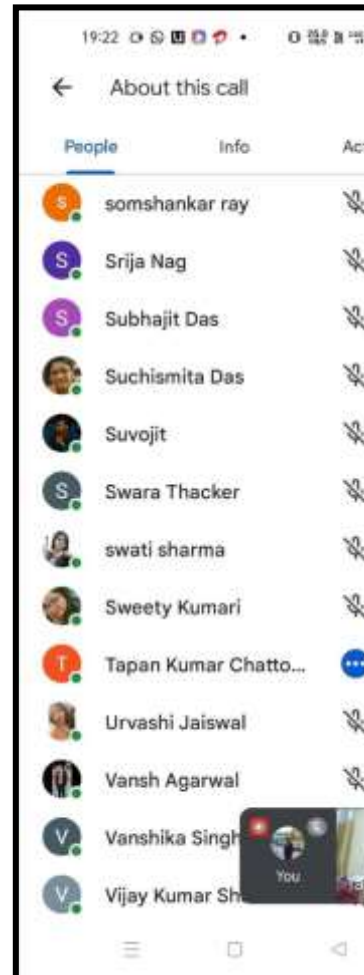 19:22
About this call
People Info Act
s somshankar ray
S Srija Nag
S Subhajit Das
Suchismita Das
Suvojit
S Swara Thacker
swati sharma
Sweety Kumari
T Tapan Kumar Chatto...
Urvashi Jaiswal
Vansh Agarwal
V Vanshika Singh
You
V Vijay Kumar Sh